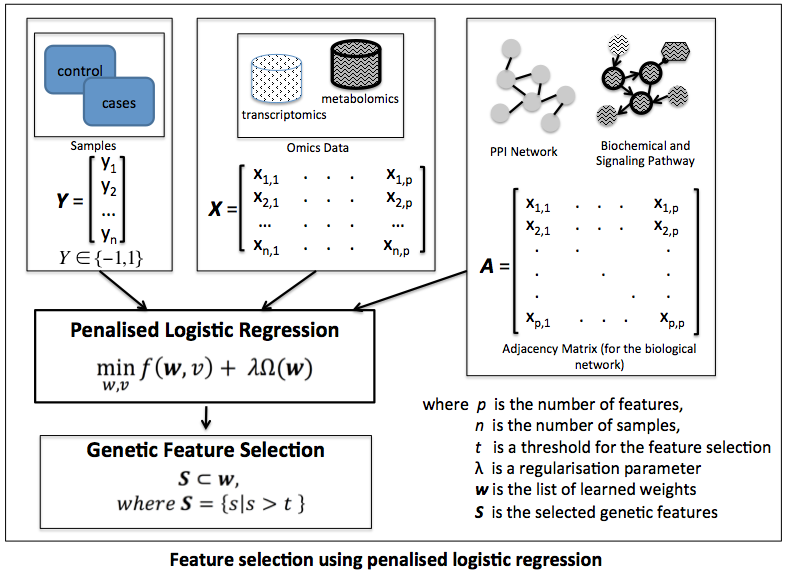 control
cases
Samples
Y = [ y1
y2
...
yn ]
Y ∈ {−1,1}
transcriptomics
metabolomics
Omics Data
X = [ x1,1 . . . x1,p
x2,1 . . . x2,p
... . . . ...
xn,1 . . . xn,p ]
PPI Network
Biochemical and
Signaling Pathway
A = [ x1,1 . . . x1,p
x2,1 . . . x2,p
. . .
. . .
. . .
xp,1 . . . xp,p ]
Adjacency Matrix (for the biological
network)
Penalised Logistic Regression
min f(w, v) + λΩ(w)
w,v
Genetic Feature Selection
S ⊂ w,
where S = {s|s > t }
where p is the number of features,
n is the number of samples,
t is a threshold for the feature selection
λ is a regularisation parameter
w is the list of learned weights
S is the selected genetic features
Feature selection using penalised logistic regression